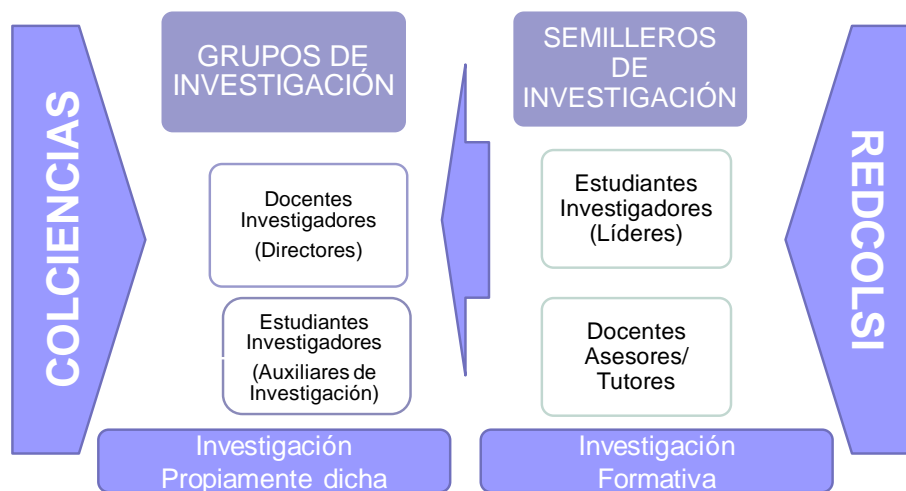 COLCIENCIAS
GRUPOS DE
INVESTIGACIÓN
Docentes
Investigadores
(Directores)
Estudiantes
Investigadores
(Auxiliares de
Investigación)
Investigación
Propiamente dicha
SEMILLEROS
DE
INVESTIGACIÓN
Estudiantes
Investigadores
(Líderes)
Docentes
Asesores/
Tutores
Investigación
Formativa
REDCOLSI